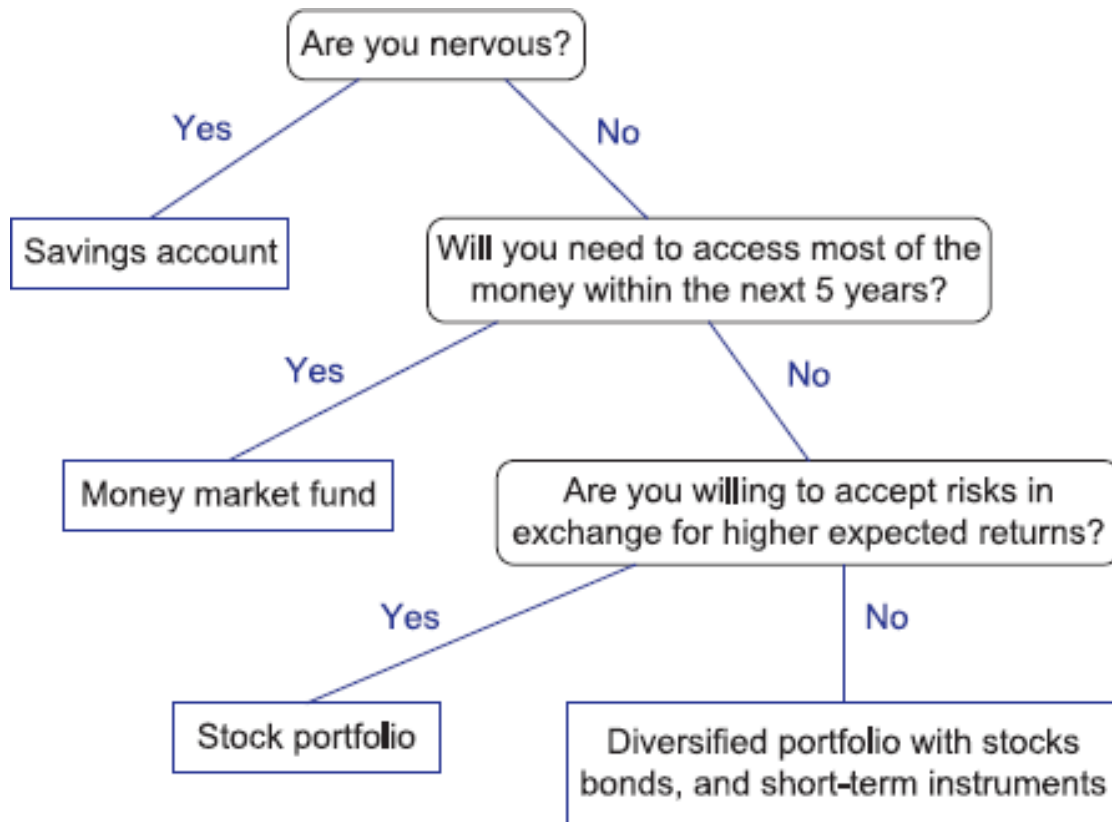 Are you nervous?
Yes
No
Savings account
Will you need to access most of the
money within the next 5 years?
Yes
No
Money market fund
Are you willing to accept risks in
exchange for higher expected returns?
Yes
No
Stock portfolio
Diversified portfolio with stocks
bonds, and short-term instruments